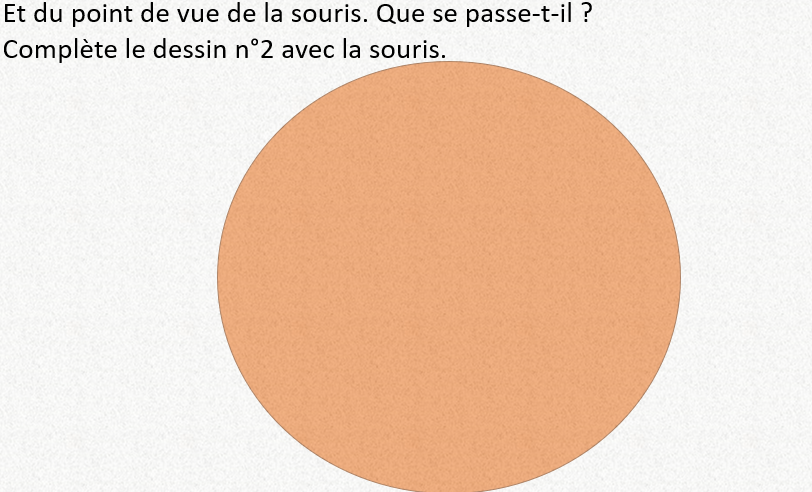 Et du point de vue de la souris. Que se passe-t-il ?
Complète le dessin n°2 avec la souris.